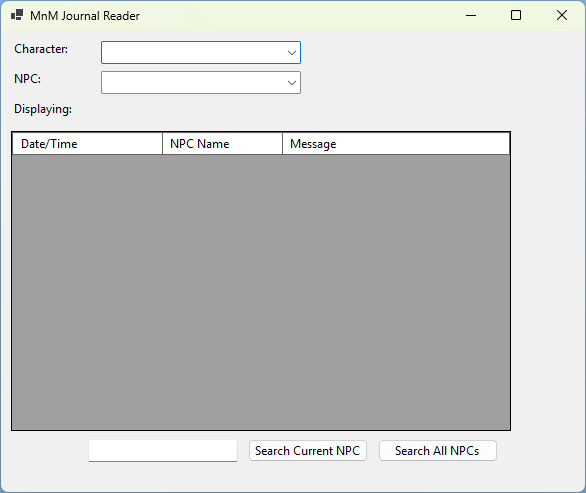 MnM Journal Reader
Character:
NPC:
Displaying:
Date/Time NPC Name Message
Search Current NPC Search All NPCs